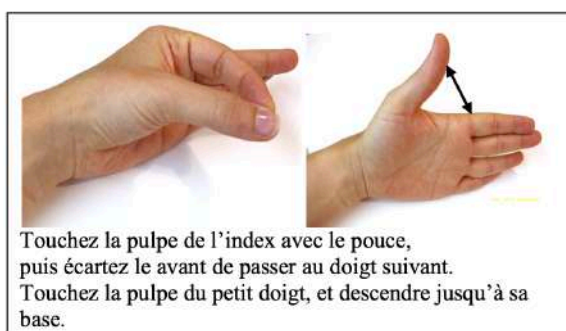 Touchez la pulpe de l’index avec le pouce,
puis écartez le avant de passer au doigt suivant.
Touchez la pulpe du petit doigt, et descendre jusqu’à sa
base.